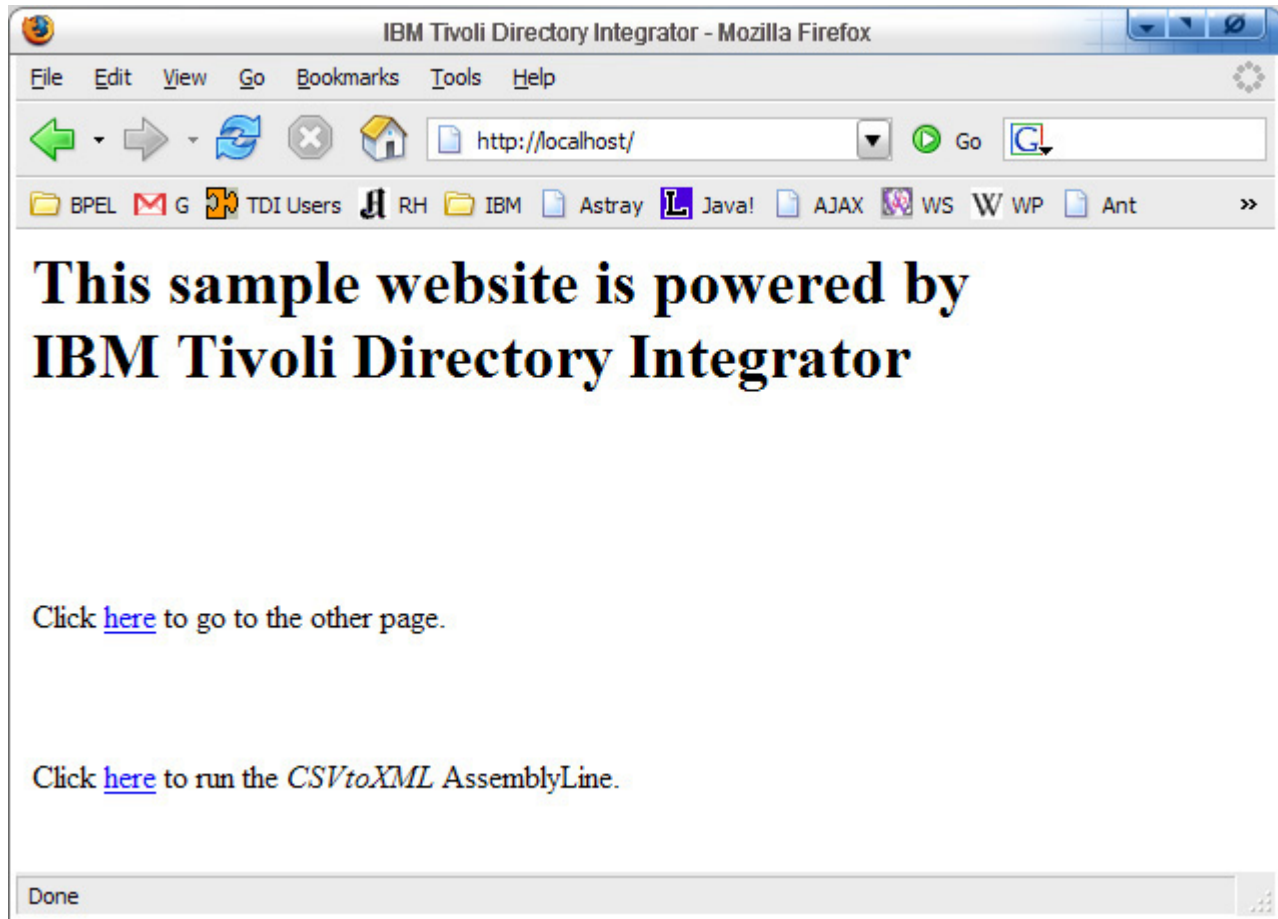 IBM Tivoli Directory Integrator - Mozilla Firefox
File Edit View Go Bookmarks Tools Help
http://localhost/ Go G
BPEL G TDI Users RH IBM Astray L Java! AJAX WS W WP Ant »
This sample website is powered by
IBM Tivoli Directory Integrator
Click here to go to the other page.
Click here to run the CSVtoXML AssemblyLine.
Done